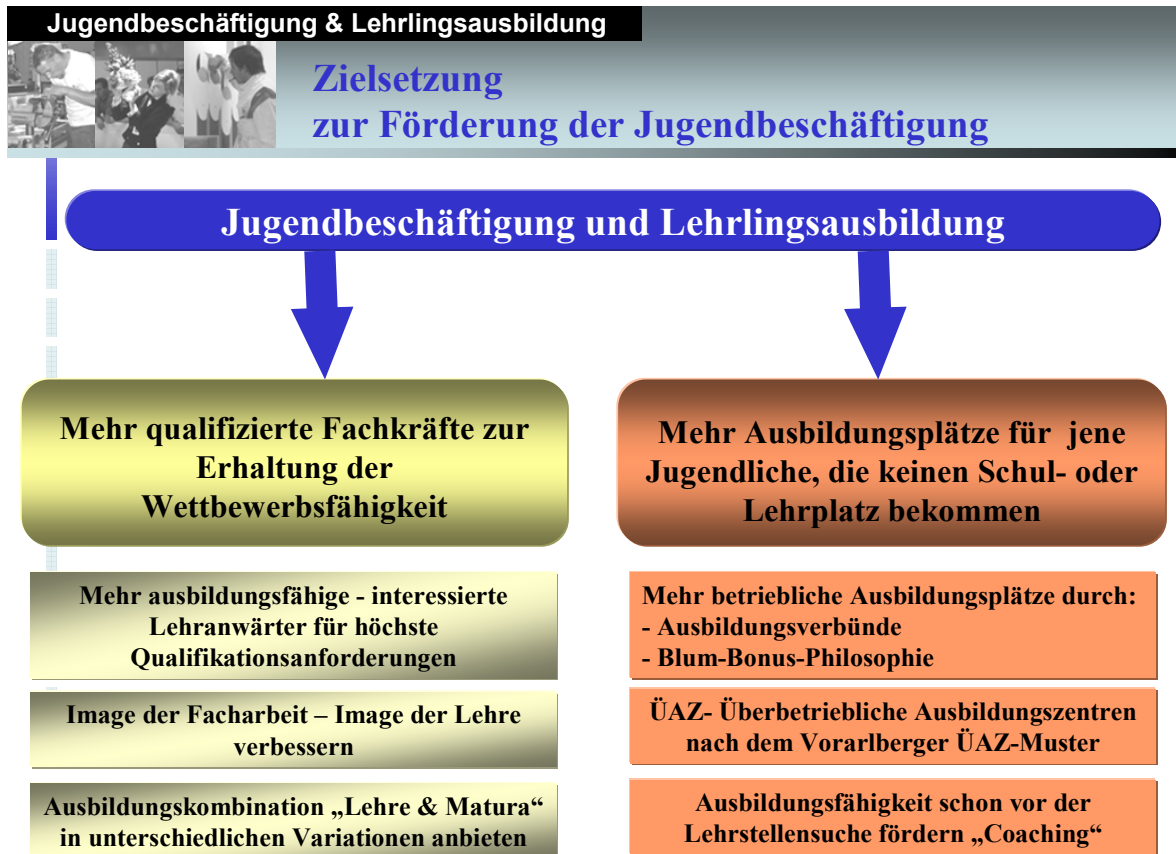 Jugendbeschäftigung & Lehrlingsausbildung
Zielsetzung
zur Förderung der Jugendbeschäftigung
Jugendbeschäftigung und Lehrlingsausbildung
Mehr qualifizierte Fachkräfte zur
Erhaltung der
Wettbewerbsfähigkeit
Mehr ausbildungsfähige - interessierte
Lehranwärter für höchste
Qualifikationsanforderungen
Image der Facharbeit – Image der Lehre
verbessern
Ausbildungskombination „Lehre & Matura“
in unterschiedlichen Variationen anbieten
Mehr Ausbildungsplätze für jene
Jugendliche, die keinen Schul- oder
Lehrplatz bekommen
Mehr betriebliche Ausbildungsplätze durch:
- Ausbildungsverbünde
- Blum-Bonus-Philosophie
ÜAZ- Überbetriebliche Ausbildungszentren
nach dem Vorarlberger ÜAZ-Muster
Ausbildungsfähigkeit schon vor der
Lehrstellensuche fördern „Coaching“